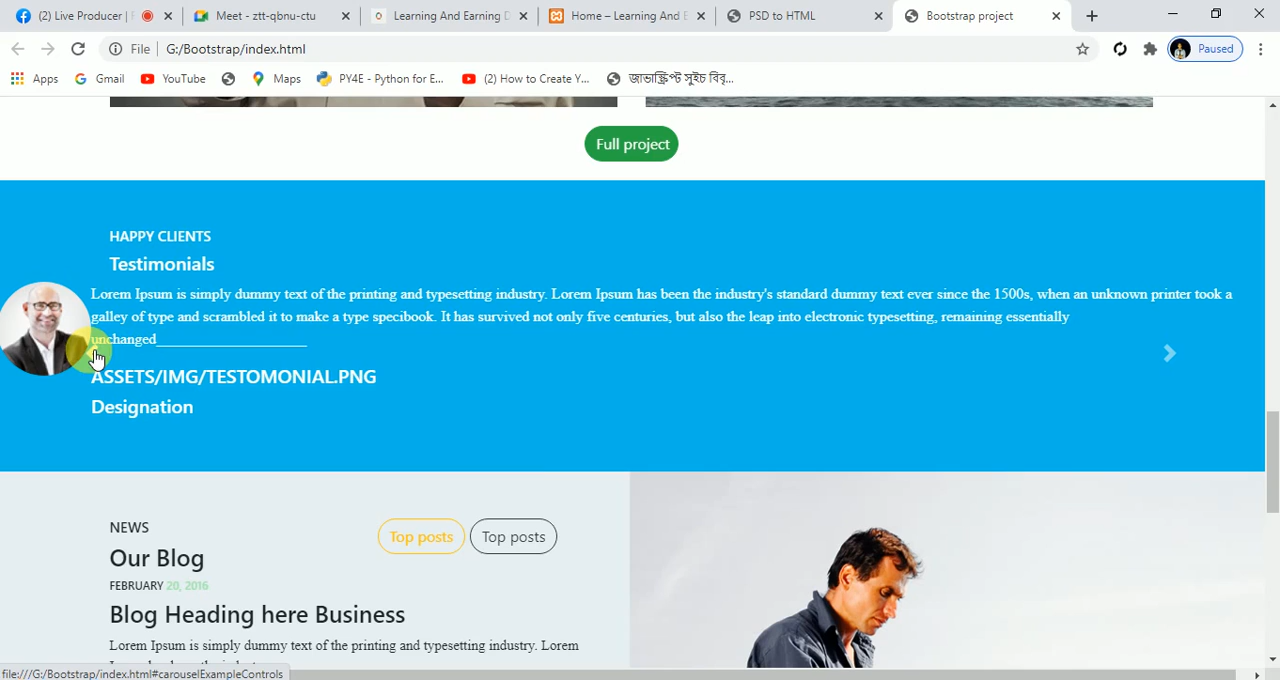 (2) Live Producer |
Meet - ztt-qbnu-ctu
Learning And Earning D
Home – Learning And E
PSD to HTML
Bootstrap project
File | G:/Bootstrap/index.html
Paused
Apps
Gmail
YouTube
Maps
PY4E - Python for E...
(2) How to Create Y...
জাভাস্ক্রিপ্ট সুইচ বিবৃ...
Full project
HAPPY CLIENTS
Testimonials
Lorem Ipsum is simply dummy text of the printing and typesetting industry. Lorem Ipsum has been the industry's standard dummy text ever since the 1500s, when an unknown printer took a
galley of type and scrambled it to make a type specibook. It has survived not only five centuries, but also the leap into electronic typesetting, remaining essentially
unchanged____________________
ASSETS/IMG/TESTOMONIAL.PNG
Designation
NEWS
Top posts
Top posts
Our Blog
FEBRUARY 20, 2016
Blog Heading here Business
Lorem Ipsum is simply dummy text of the printing and typesetting industry. Lorem
file:///G:/Bootstrap/index.html#carouselExampleControls